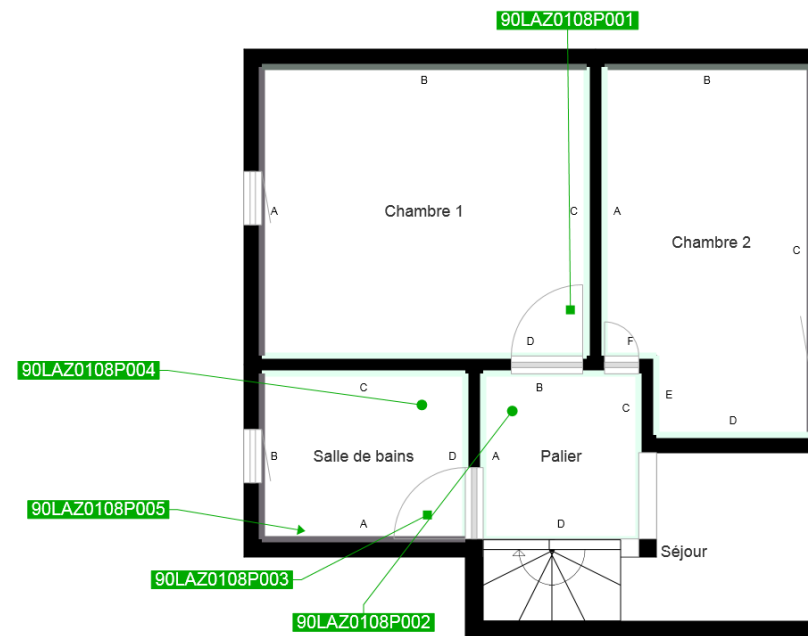 90LAZ0108P001
B
B
A
Chambre 1
C
A
Chambre 2
C
D
F
90LAZ0108P004
C
B
C
E
D
B
Salle de bains
D
A
Palier
90LAZ0108P005
A
D
Séjour
90LAZ0108P003
90LAZ0108P002